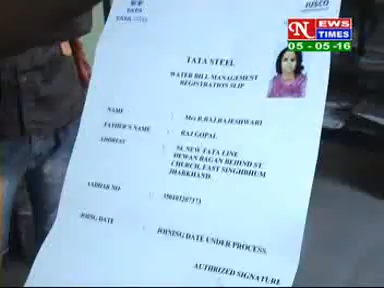 TATA
TATA STEEL
JUSCO
NEWS
TIMES
05-05-16
TATA STEEL
WATER BILL MANAGEMENT
REGISTRATION SLIP
NAME : Mrs.B.RAJ.RAJESHWARI
FATHER'S NAME : RAJ GOPAL
ADDRESS : 54, NEW TATA LINE
DEWAN BAGAN BEHIND ST
CHURCH, EAST SINGHBHUM
JHARKHAND.
AADHAR NO :
JOING DATE : JOINING DATE UNDER PROCESS
AUTHRIZED SIGNATURE